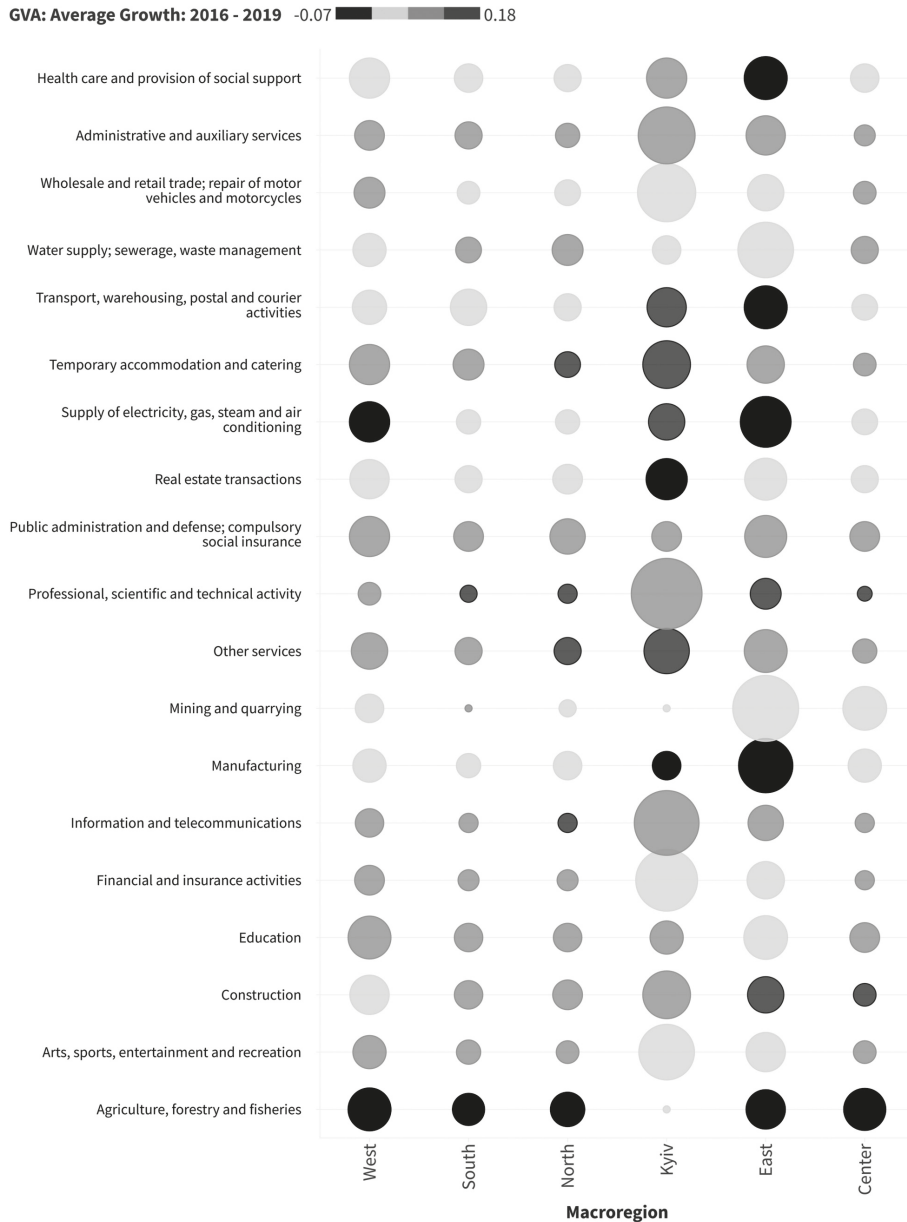 GVA: Average Growth: 2016 - 2019 -0.07 0.18
Health care and provision of social support
Administrative and auxiliary services
Wholesale and retail trade; repair of motor
vehicles and motorcycles
Water supply; sewerage, waste management
Transport, warehousing, postal and courier
activities
Temporary accommodation and catering
Supply of electricity, gas, steam and air
conditioning
Real estate transactions
Public administration and defense; compulsory
social insurance
Professional, scientific and technical activity
Other services
Mining and quarrying
Manufacturing
Information and telecommunications
Financial and insurance activities
Education
Construction
Arts, sports, entertainment and recreation
Agriculture, forestry and fisheries
West
South
North
Kyiv
East
Center
Macroregion